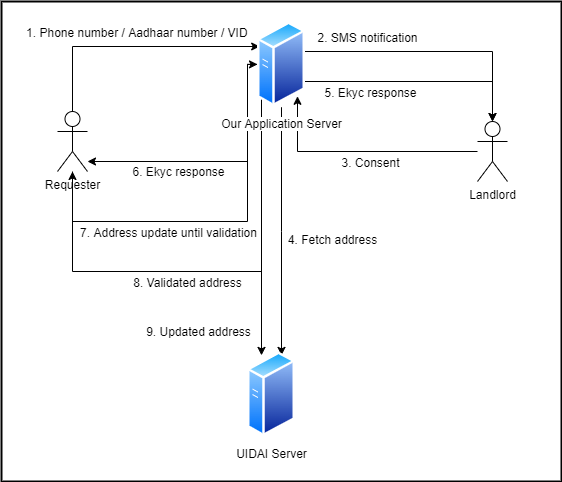 1. Phone number / Aadhaar number / VID
2. SMS notification
5. Ekyc response
Our Application Server
3. Consent
6. Ekyc response
Requester
Landlord
7. Address update until validation
4. Fetch address
8. Validated address
9. Updated address
UIDAI Server